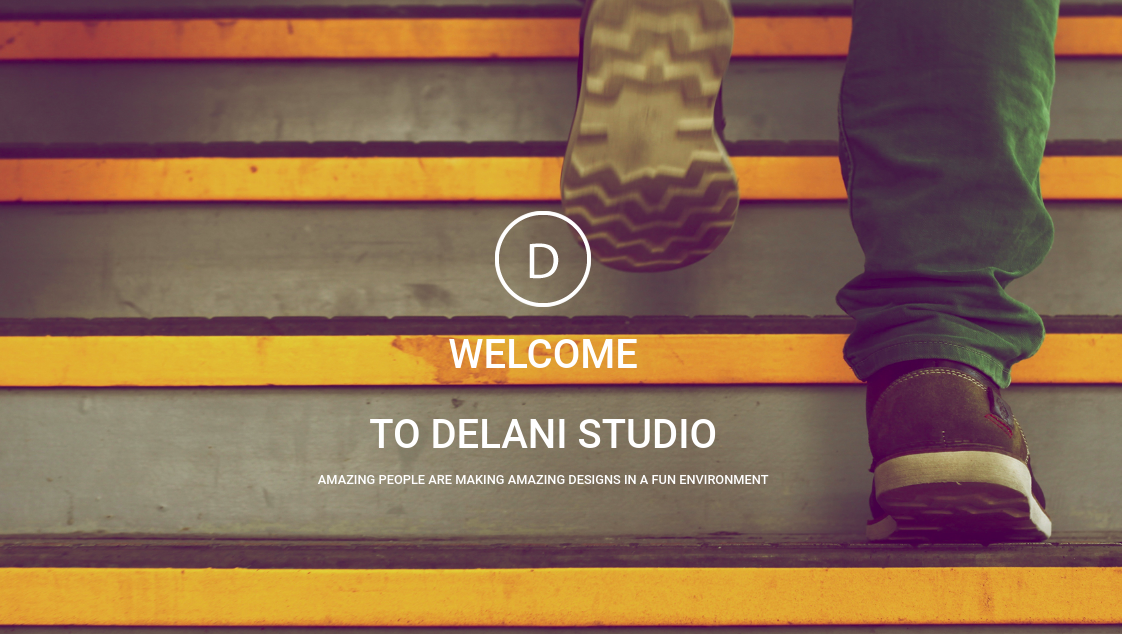 D
WELCOME
TO DELANI STUDIO
AMAZING PEOPLE ARE MAKING AMAZING DESIGNS IN A FUN ENVIRONMENT